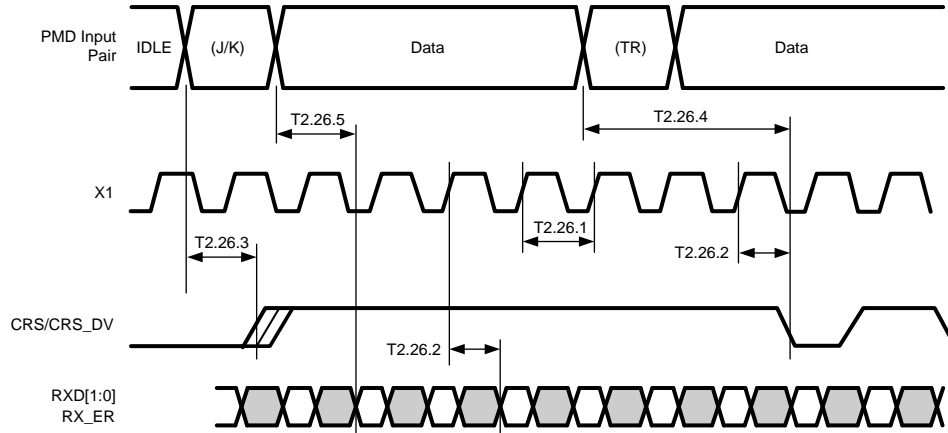 PMD Input
Pair
IDLE
(J/K)
Data
(TR)
Data
T2.26.5
T2.26.4
X1
T2.26.1
T2.26.3
T2.26.2
CRS/CRS_DV
T2.26.2
RXD[1:0]
RX_ER